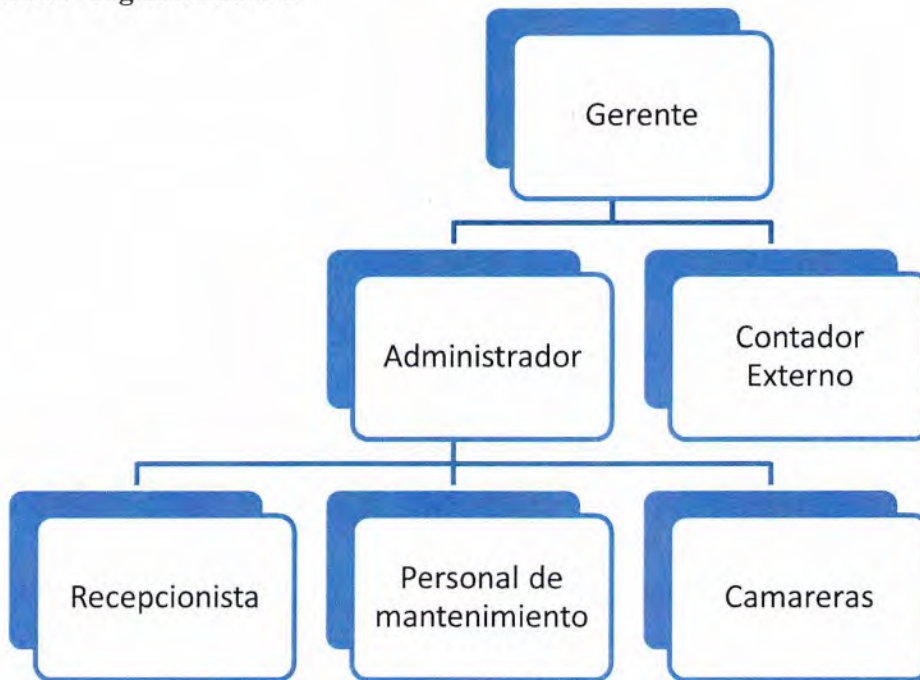 Gerente
Administrador
Contador
Externo
Recepcionista
Personal de
mantenimiento
Camareras